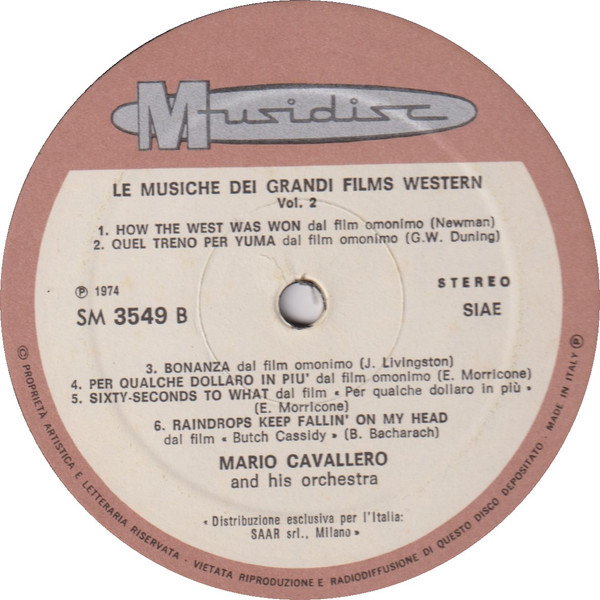 Musidisc
LE MUSICHE DEI GRANDI FILMS WESTERN
Vol. 2
1. HOW THE WEST WAS WON dal film omonimo (Newman)
2. QUEL TRENO PER YUMA dal film omonimo (G.W. Duning)
℗ 1974
SM 3549 B
STEREO
SIAE
3. BONANZA dal film omonimo (J. Livingston)
4. PER QUALCHE DOLLARO IN PIU' dal film omonimo (E. Morricone)
5. SIXTY-SECONDS TO WHAT dal film « Per qualche dollaro in più »
(E. Morricone)
6. RAINDROPS KEEP FALLIN' ON MY HEAD
dal film « Butch Cassidy » (B. Bacharach)
MARIO CAVALLERO
and his orchestra
« Distribuzione esclusiva per l'Italia:
SAAR srl., Milano »
© PROPRIETÀ ARTISTICA E LETTERARIA RISERVATA - VIETATA RIPRODUZIONE E RADIODIFFUSIONE DI QUESTO DISCO DEPOSITATO - MADE IN ITALY ℗